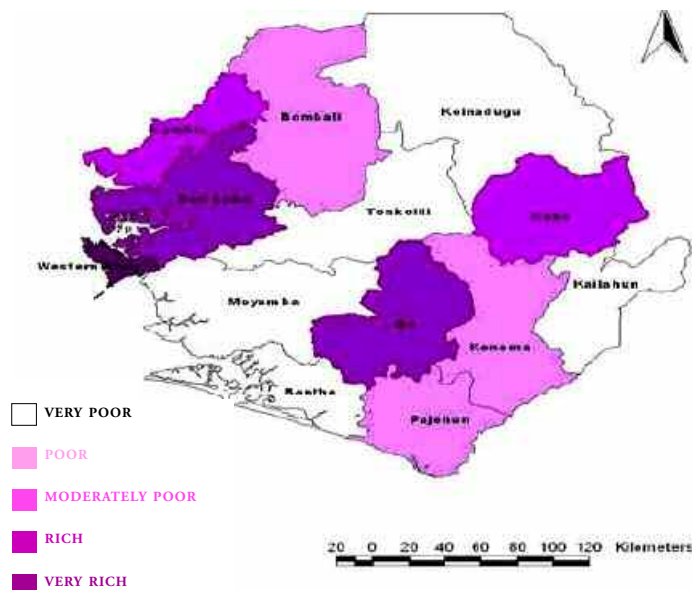 Bombali
Koinadugu
Kambia
Port Loko
Tonkolili
Kono
Western
Kailahun
Moyamba
Bo
Kenema
Bonthe
Pujehun
VERY POOR
POOR
MODERATELY POOR
RICH
VERY RICH
20 0 20 40 60 80 100 120 Kilometers